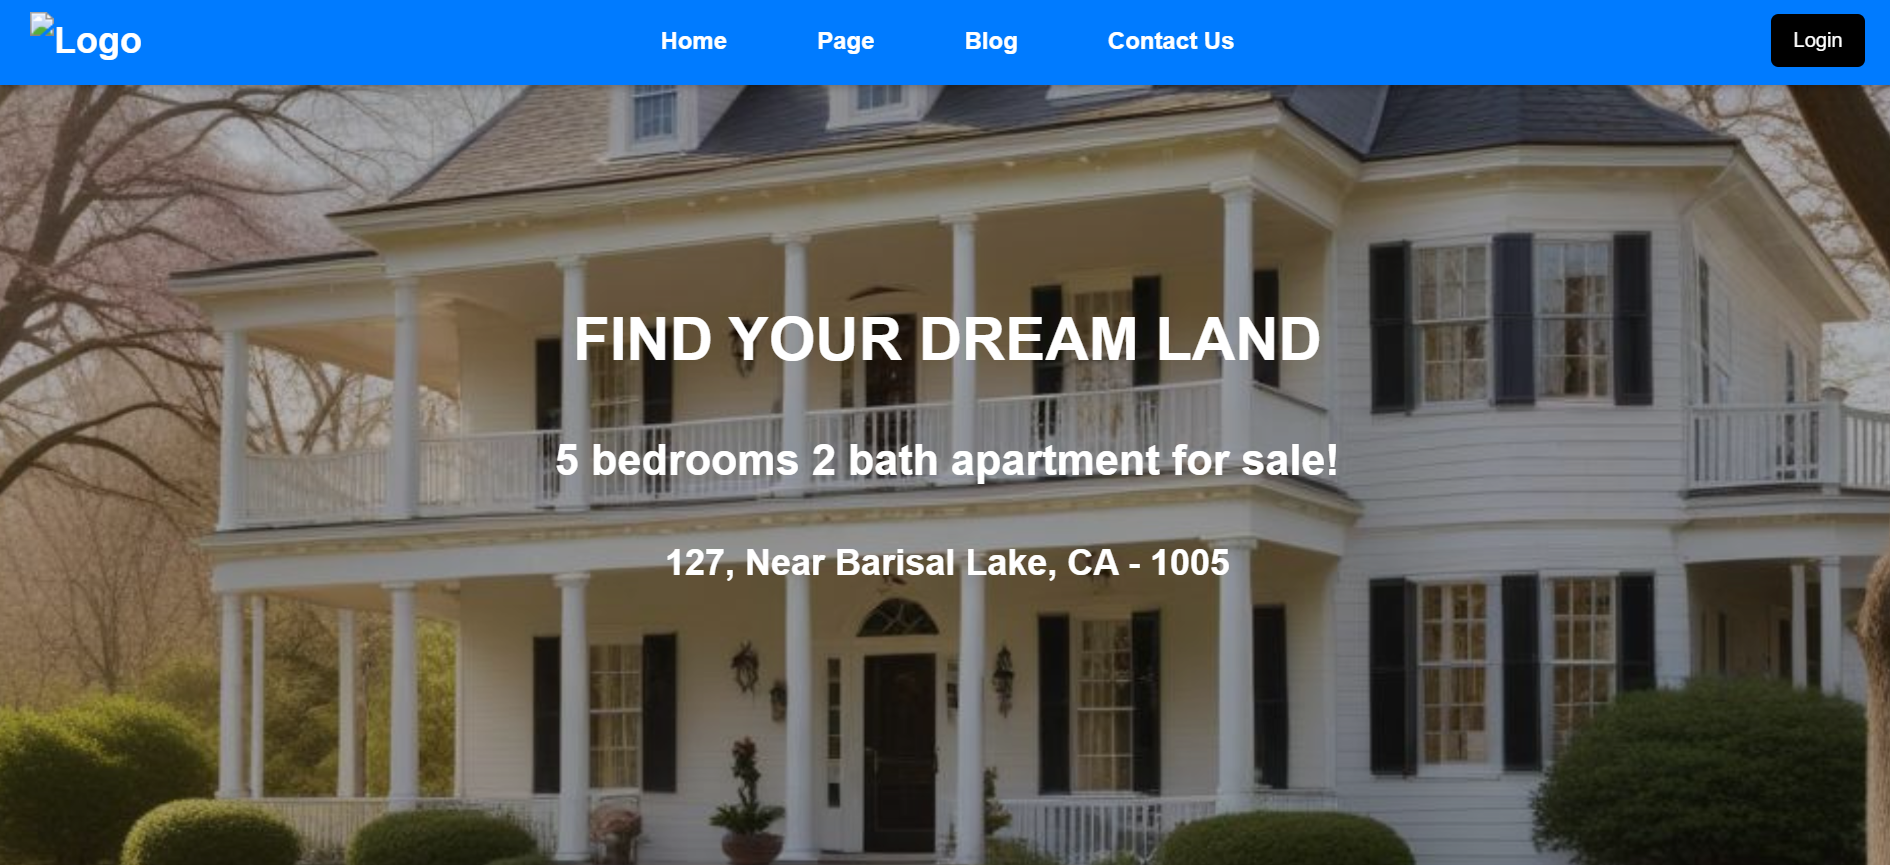 Logo
Home
Page
Blog
Contact Us
Login
FIND YOUR DREAM LAND
5 bedrooms 2 bath apartment for sale!
127, Near Barisal Lake, CA - 1005